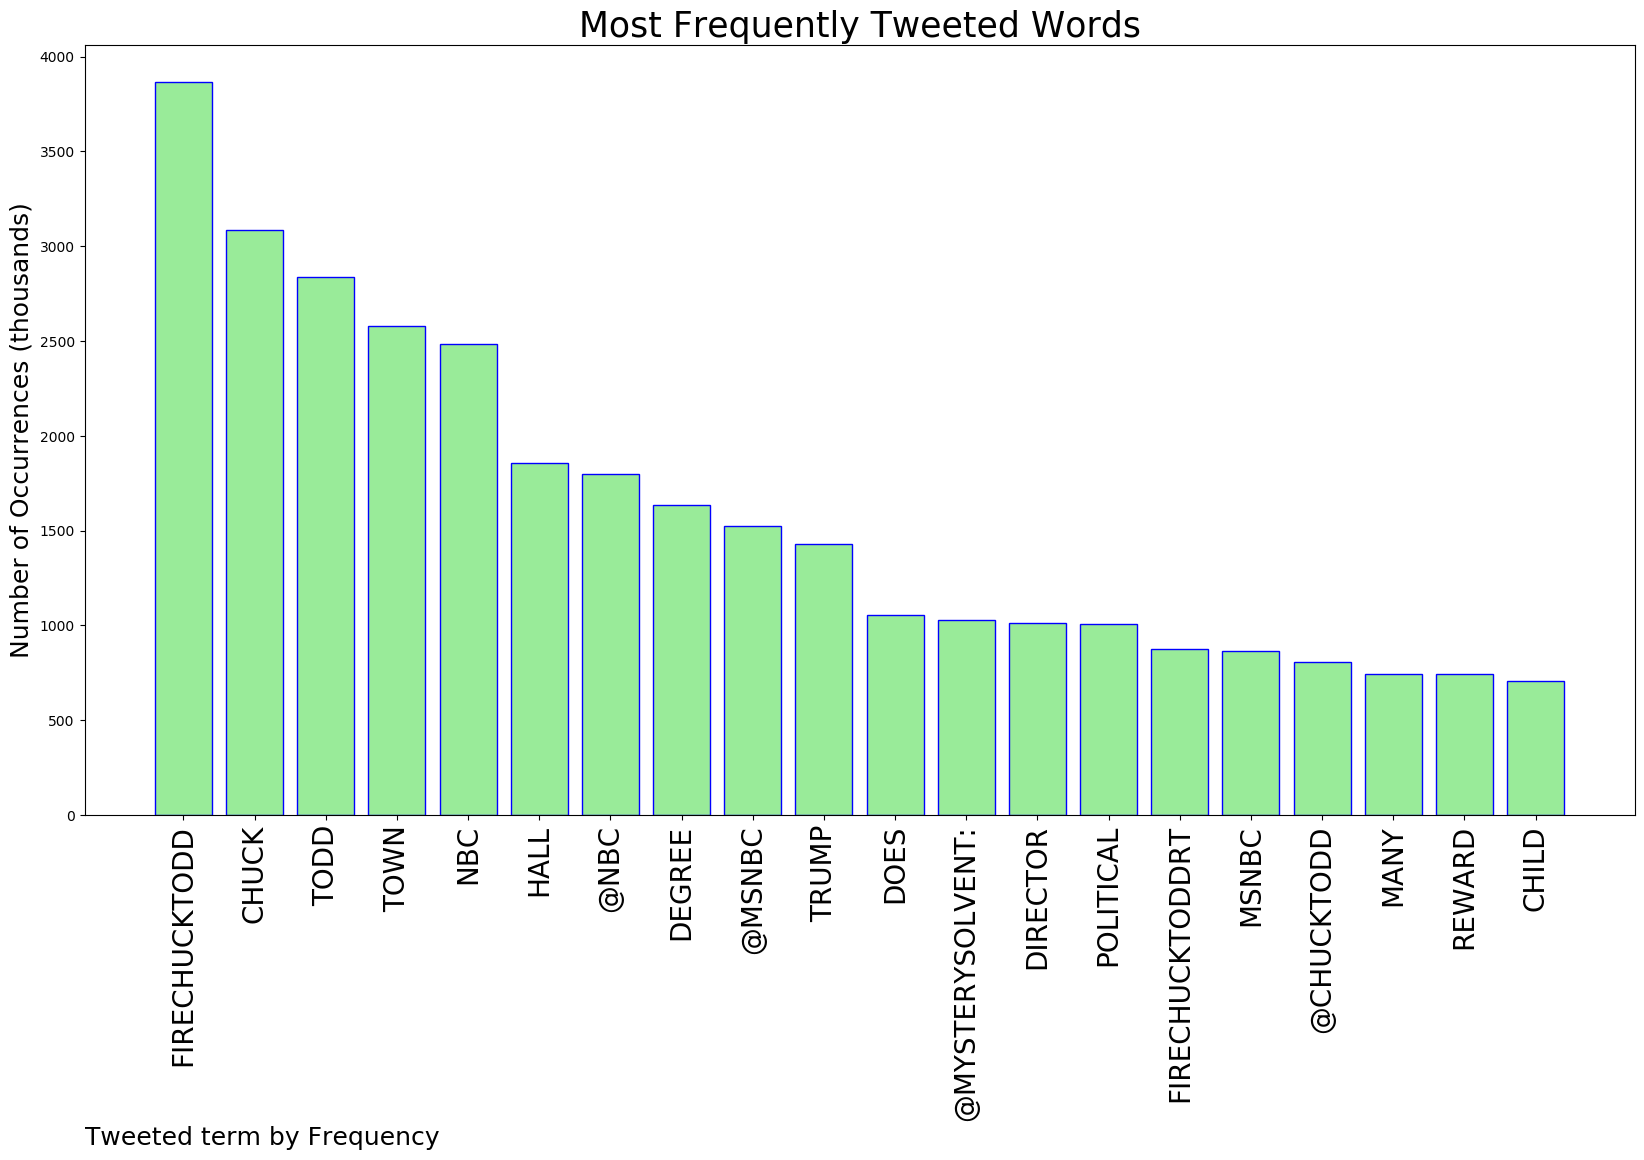 Most Frequently Tweeted Words
Number of Occurrences (thousands)
4000
3500
3000
2500
2000
1500
1000
500
0
FIRECHUCKTODD
CHUCK
TODD
TOWN
NBC
HALL
@NBC
DEGREE
@MSNBC
TRUMP
DOES
@MYSTERYSOLVENT:
DIRECTOR
POLITICAL
FIRECHUCKTODDRT
MSNBC
@CHUCKTODD
MANY
REWARD
CHILD
Tweeted term by Frequency